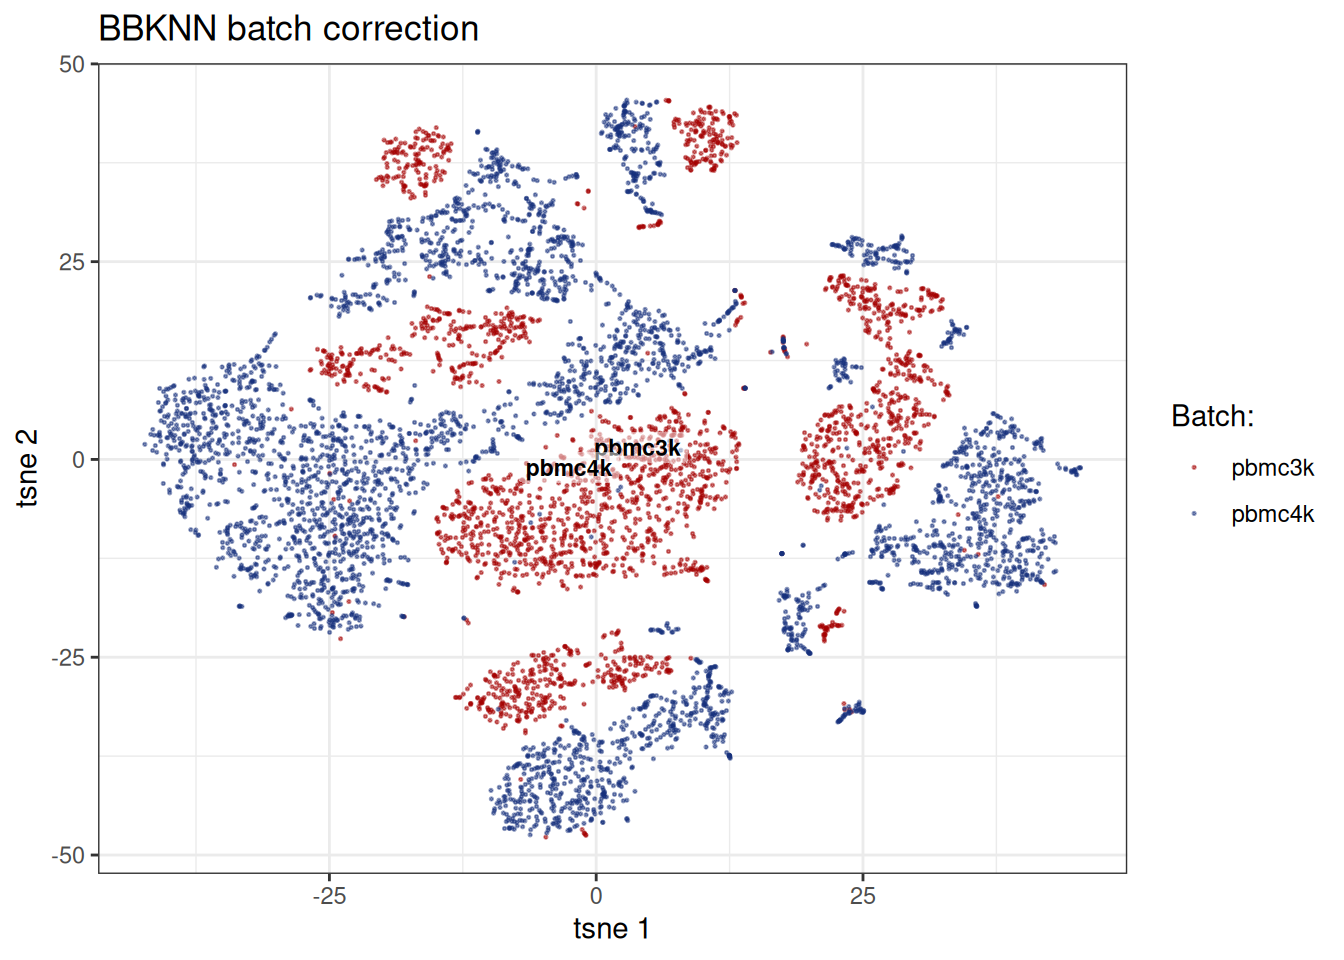 BBKNN batch correction
50
25
0
-25
-50
tsne 2
pbmc3k
pbmc4k
-25
0
25
tsne 1
Batch:
pbmc3k
pbmc4k